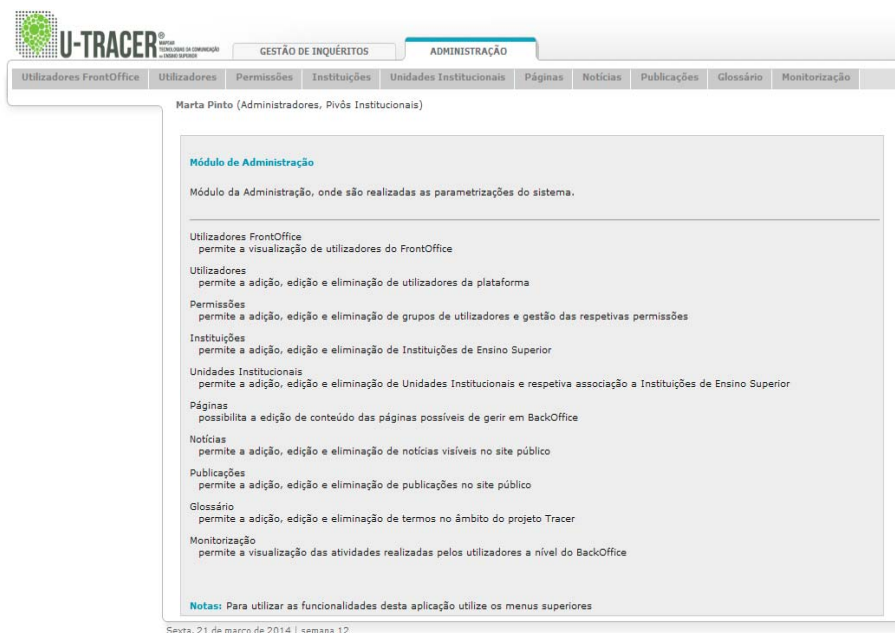 U-TRACER®
MAPEAR
TECNOLOGIAS DA COMUNICAÇÃO
no ENSINO SUPERIOR
GESTÃO DE INQUÉRITOS
ADMINISTRAÇÃO
Utilizadores FrontOffice Utilizadores Permissões Instituições Unidades Institucionais Páginas Notícias Publicações Glossário Monitorização
Marta Pinto (Administradores, Pivôs Institucionais)
Módulo de Administração
Módulo da Administração, onde são realizadas as parametrizações do sistema.
Utilizadores FrontOffice
permite a visualização de utilizadores do FrontOffice
Utilizadores
permite a adição, edição e eliminação de utilizadores da plataforma
Permissões
permite a adição, edição e eliminação de grupos de utilizadores e gestão das respetivas permissões
Instituições
permite a adição, edição e eliminação de Instituições de Ensino Superior
Unidades Institucionais
permite a adição, edição e eliminação de Unidades Institucionais e respetiva associação a Instituições de Ensino Superior
Páginas
possibilita a edição de conteúdo das páginas possíveis de gerir em BackOffice
Notícias
permite a adição, edição e eliminação de notícias visíveis no site público
Publicações
permite a adição, edição e eliminação de publicações no site público
Glossário
permite a adição, edição e eliminação de termos no âmbito do projeto Tracer
Monitorização
permite a visualização das atividades realizadas pelos utilizadores a nível do BackOffice
Notas: Para utilizar as funcionalidades desta aplicação utilize os menus superiores
Sexta, 21 de março de 2014 | semana 12